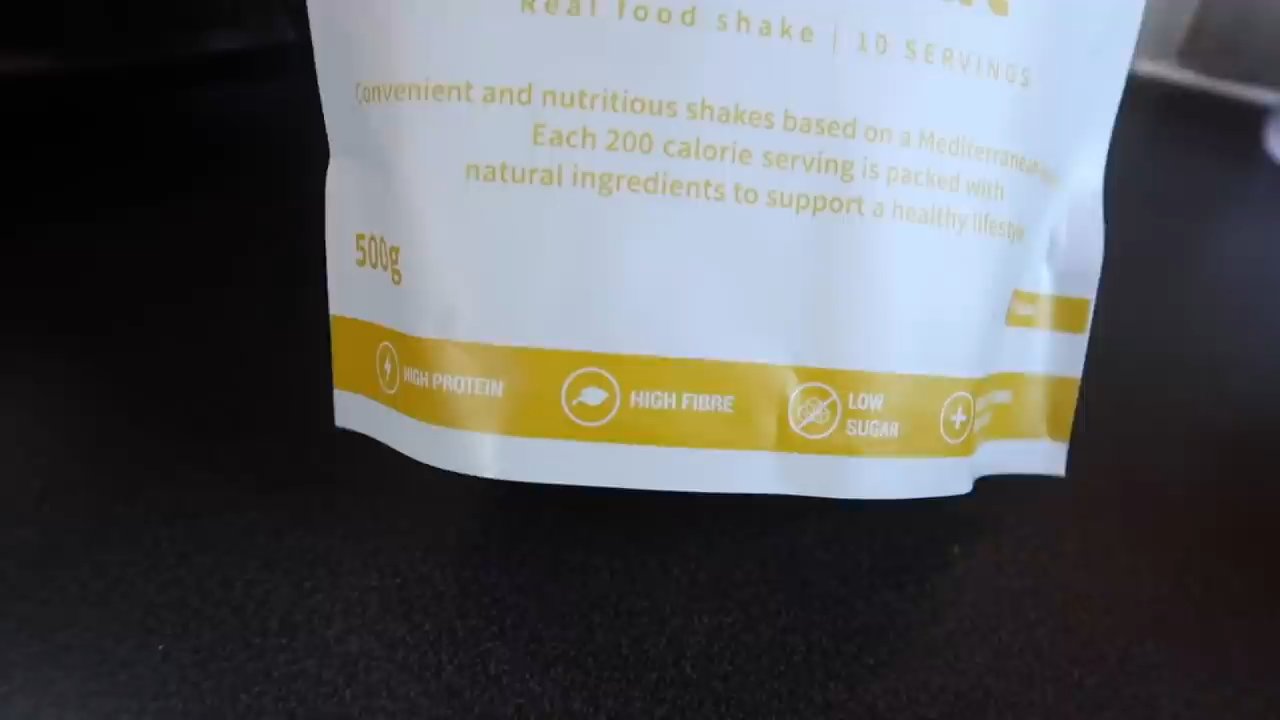 Real food shake | 10 SERVINGS
Convenient and nutritious shakes based on a Mediterranean
Each 200 calorie serving is packed with
natural ingredients to support a healthy
500g
HIGH PROTEIN
HIGH FIBRE
LOW
SUGAR